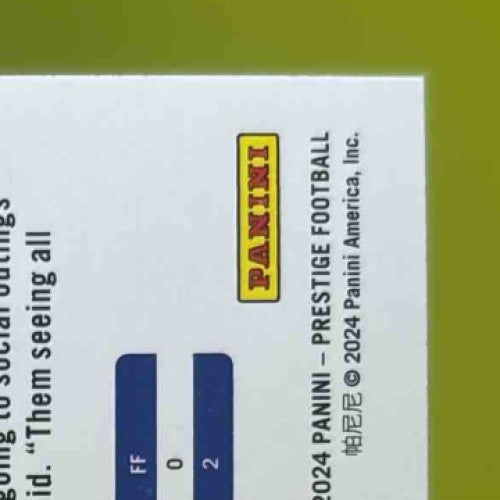 going to social outings
id. “Them seeing all
FF
0
2
PANINI
2024 PANINI – PRESTIGE FOOTBALL
帕尼尼 © 2024 Panini America, Inc.